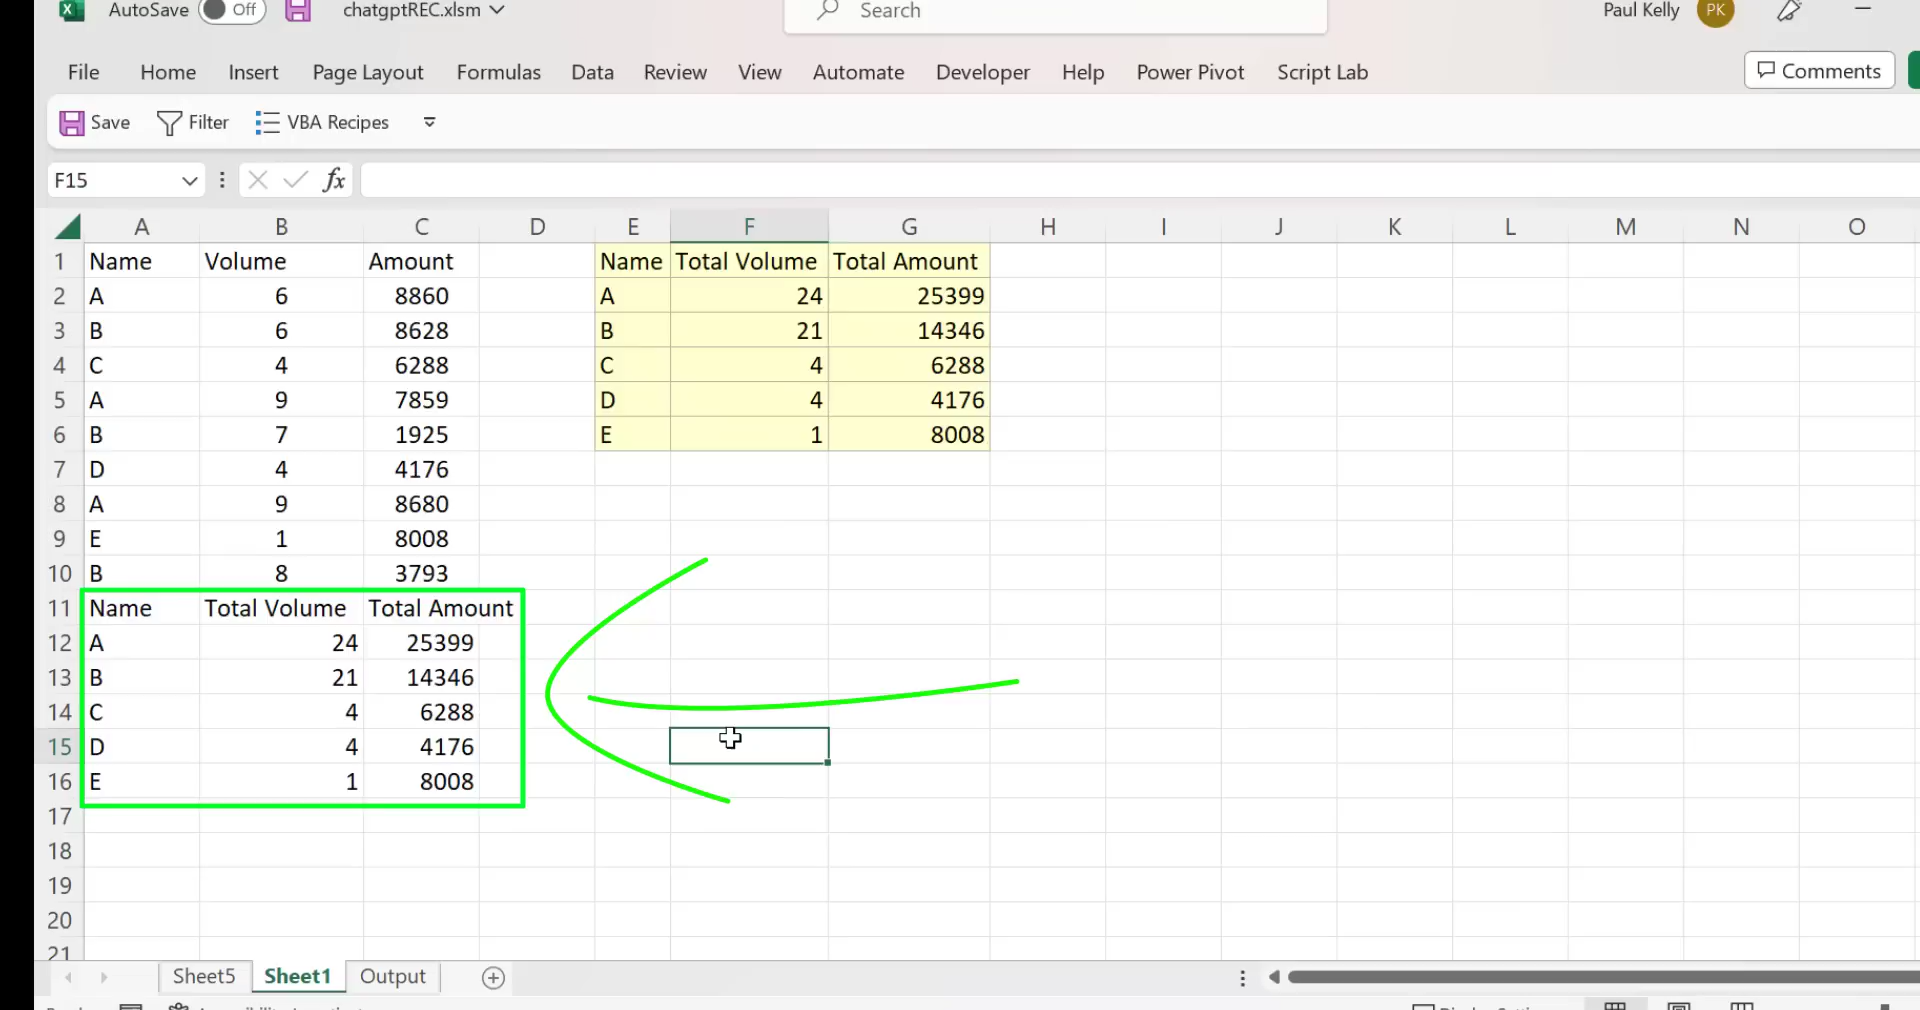 AutoSave Off chatgptREC.xlsm Search Paul Kelly PK
File Home Insert Page Layout Formulas Data Review View Automate Developer Help Power Pivot Script Lab Comments
Save Filter VBA Recipes
F15 fx
A B C D E F G H I J K L M N O
1 Name Volume Amount Name Total Volume Total Amount
2 A 6 8860 A 24 25399
3 B 6 8628 B 21 14346
4 C 4 6288 C 4 6288
5 A 9 7859 D 4 4176
6 B 7 1925 E 1 8008
7 D 4 4176
8 A 9 8680
9 E 1 8008
10 B 8 3793
11 Name Total Volume Total Amount
12 A 24 25399
13 B 21 14346
14 C 4 6288
15 D 4 4176
16 E 1 8008
17
18
19
20
21
Sheet5 Sheet1 Output